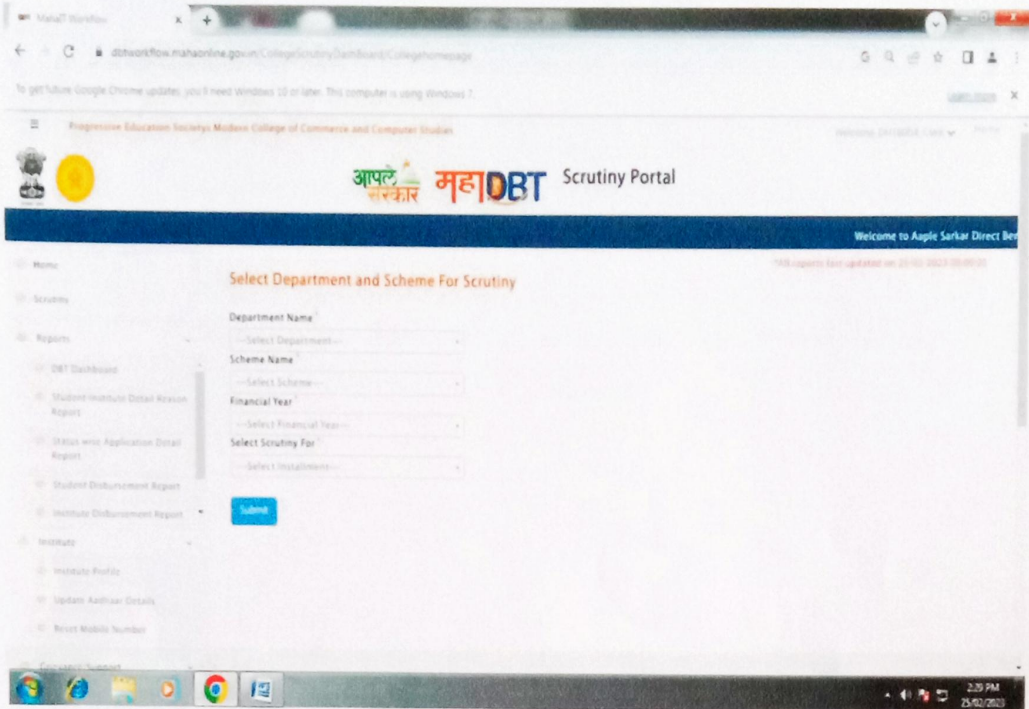 MahaIT Workflow
dbtworkflow.mahaonline.gov.in/CollegeScrutinyDashBoard/Collegehomepage
To get future Google Chrome updates, you'll need Windows 10 or later. This computer is using Windows 7.
Learn more
Progressive Education Societys Modern College of Commerce and Computer Studies
आपले सरकार महाDBT Scrutiny Portal
Welcome to Aaple Sarkar Direct Ben
Home
Scrutiny
Reports
DBT Dashboard
Student Institute Detail Reason
Report
Status wise Application Detail
Report
Student Disbursement Report
Institute Disbursement Report
Institute
Institute Profile
Update Aadhaar Details
Reset Mobile Number
Select Department and Scheme For Scrutiny
Department Name *
---Select Department---
Scheme Name *
---Select Scheme---
Financial Year *
---Select Financial Year---
Select Scrutiny For *
---Select Installment---
Submit
2:29 PM
25/02/2023